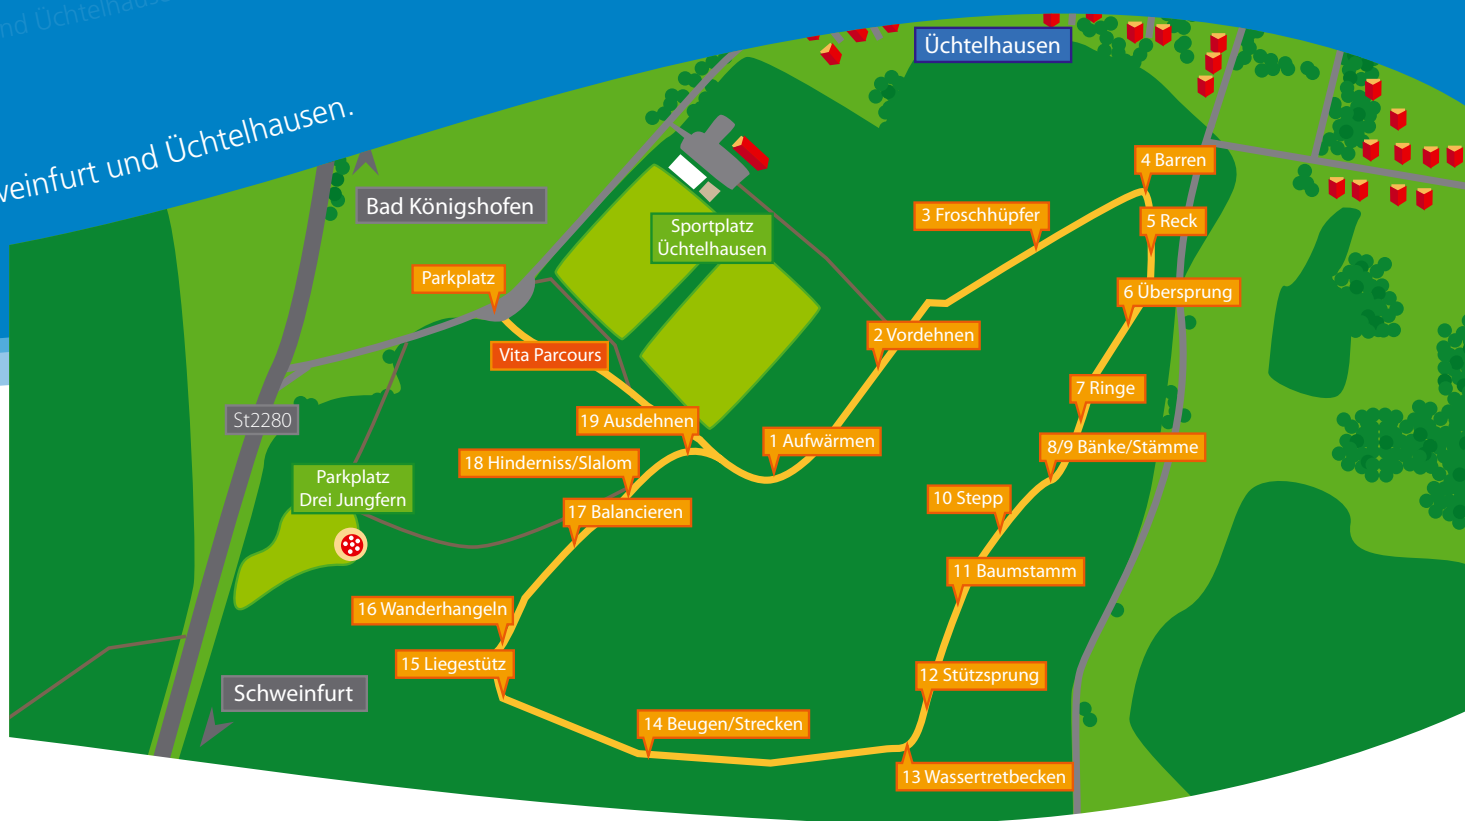 nd Üchtelhause
weinfurt und Üchtelhausen.
Üchtelhausen
Bad Königshofen
Sportplatz
Üchtelhausen
Parkplatz
Vita Parcours
St2280
Parkplatz
Drei Jungfern
Schweinfurt
1 Aufwärmen
2 Vordehnen
3 Froschhüpfer
4 Barren
5 Reck
6 Übersprung
7 Ringe
8/9 Bänke/Stämme
10 Stepp
11 Baumstamm
12 Stützsprung
13 Wassertretbecken
14 Beugen/Strecken
15 Liegestütz
16 Wanderhangeln
17 Balancieren
18 Hinderniss/Slalom
19 Ausdehnen